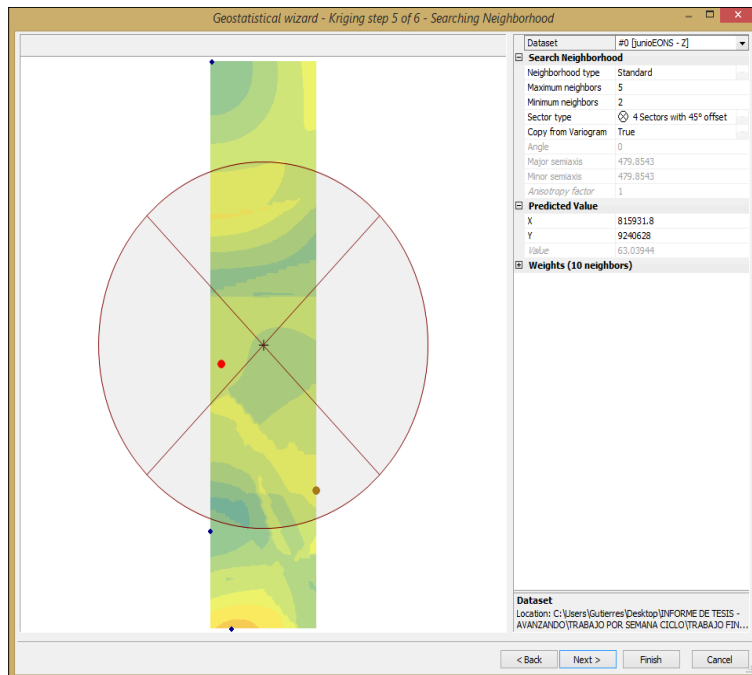 Geostatistical wizard - Kriging step 5 of 6 - Searching Neighborhood
Dataset #0 [junioEONS - Z]
Search Neighborhood
Neighborhood type Standard
Maximum neighbors 5
Minimum neighbors 2
Sector type 4 Sectors with 45° offset
Copy from Variogram True
Angle 0
Major semiaxis 479.8543
Minor semiaxis 479.8543
Anisotropy factor 1
Predicted Value
X 815931.8
Y 9240628
Value 63.03944
Weights (10 neighbors)
Dataset
Location: C:\Users\Gutierres\Desktop\INFORME DE TESIS -
AVANZANDO\TRABAJO POR SEMANA CICLO\TRABAJO FIN...
< Back Next > Finish Cancel